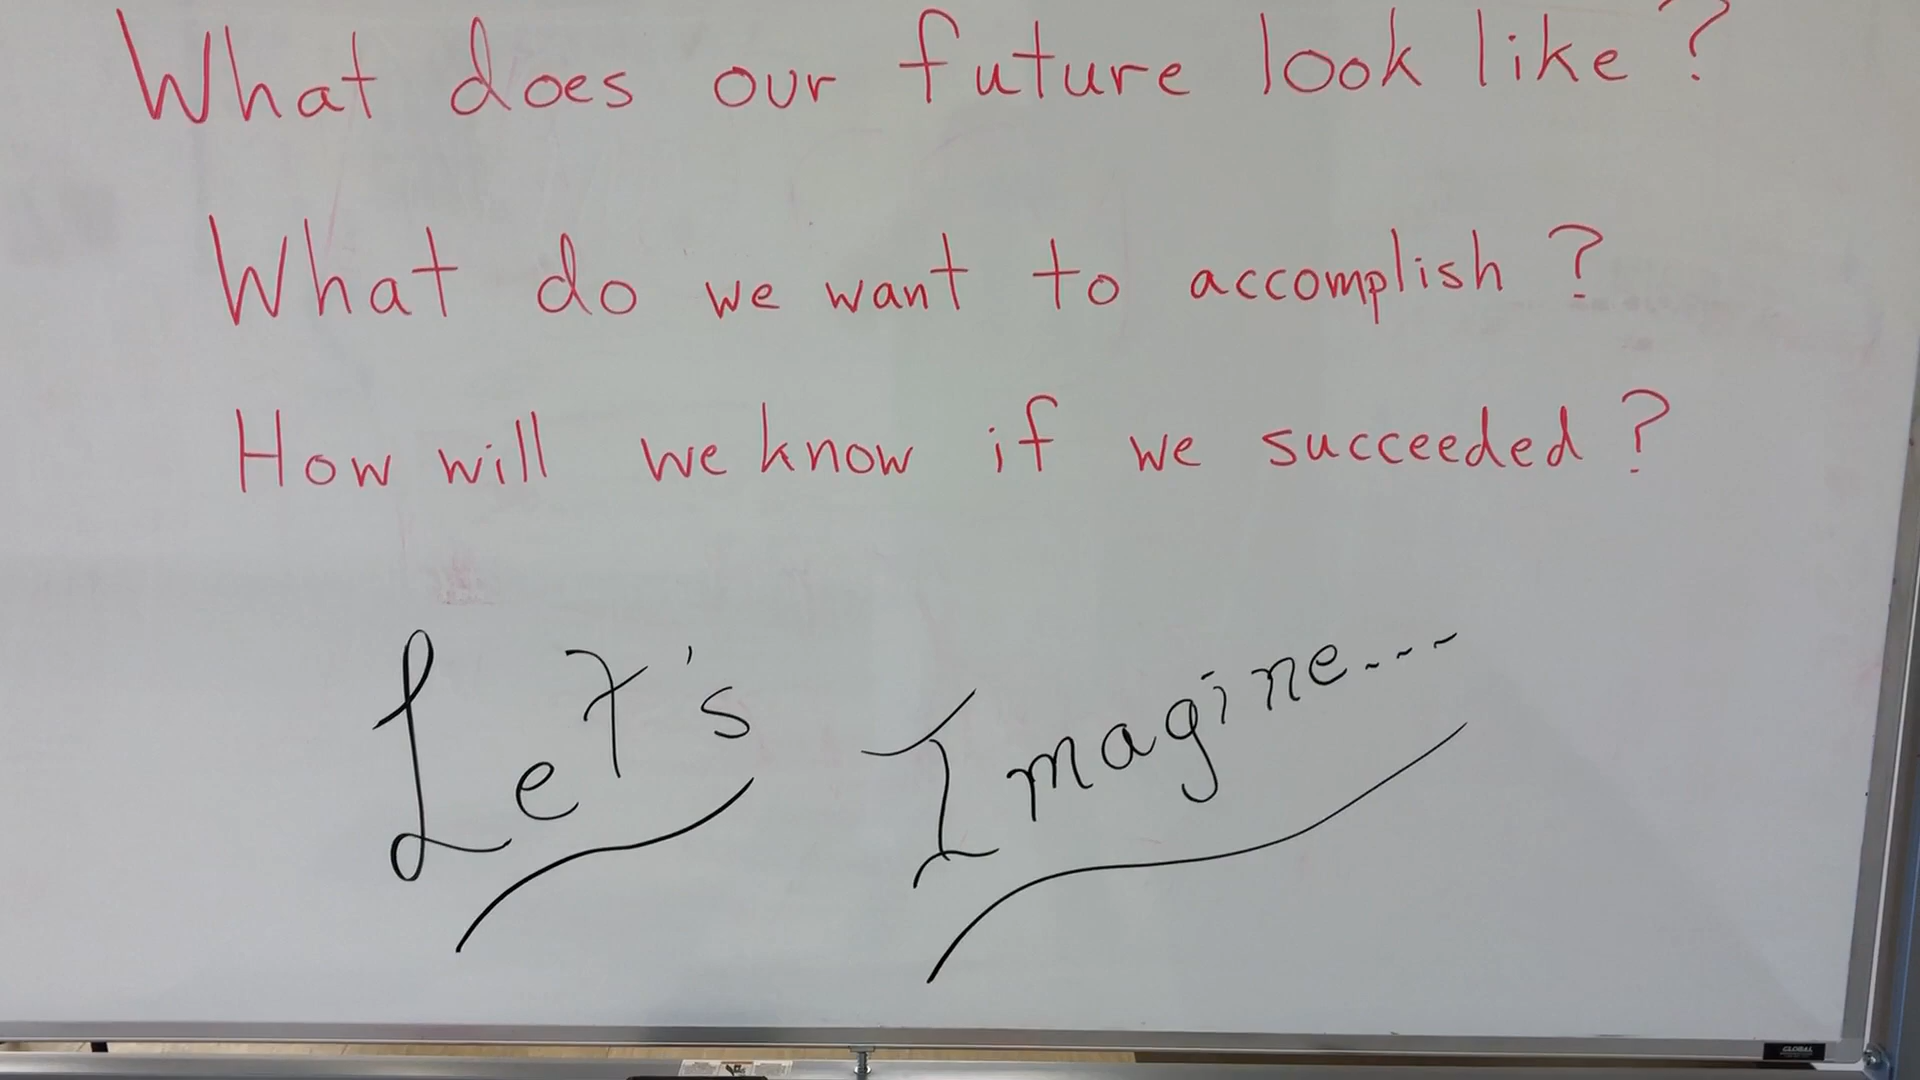 What does our future look like?
What do we want to accomplish?
How will we know if we succeeded?
Let's Imagine...
GLOBAL